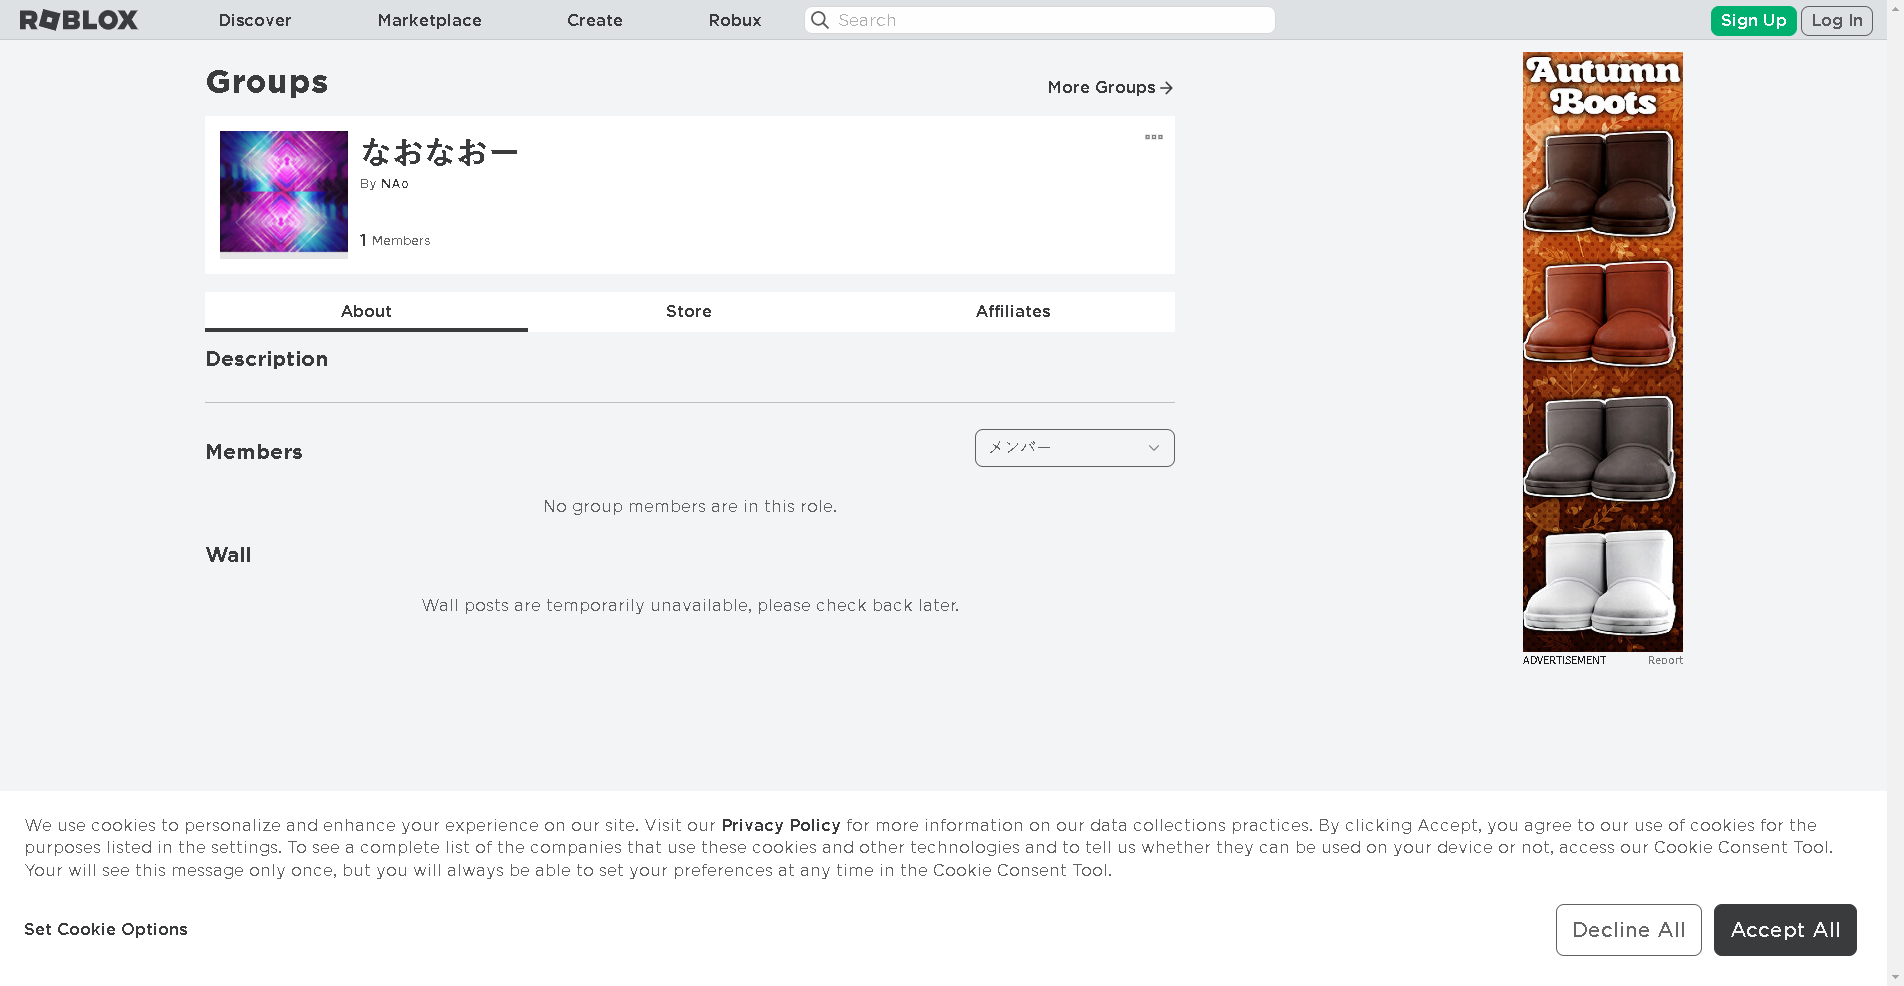 ROBLOX
Discover
Marketplace
Create
Robux
Search
Sign Up
Log In
Groups
More Groups
なおなおー
By NAo
1 Members
About
Store
Affiliates
Description
Members
メンバー
No group members are in this role.
Wall
Wall posts are temporarily unavailable, please check back later.
Autumn
Boots
ADVERTISEMENT
Report
We use cookies to personalize and enhance your experience on our site. Visit our Privacy Policy for more information on our data collections practices. By clicking Accept, you agree to our use of cookies for the
purposes listed in the settings. To see a complete list of the companies that use these cookies and other technologies and to tell us whether they can be used on your device or not, access our Cookie Consent Tool.
Your will see this message only once, but you will always be able to set your preferences at any time in the Cookie Consent Tool.
Set Cookie Options
Decline All
Accept All